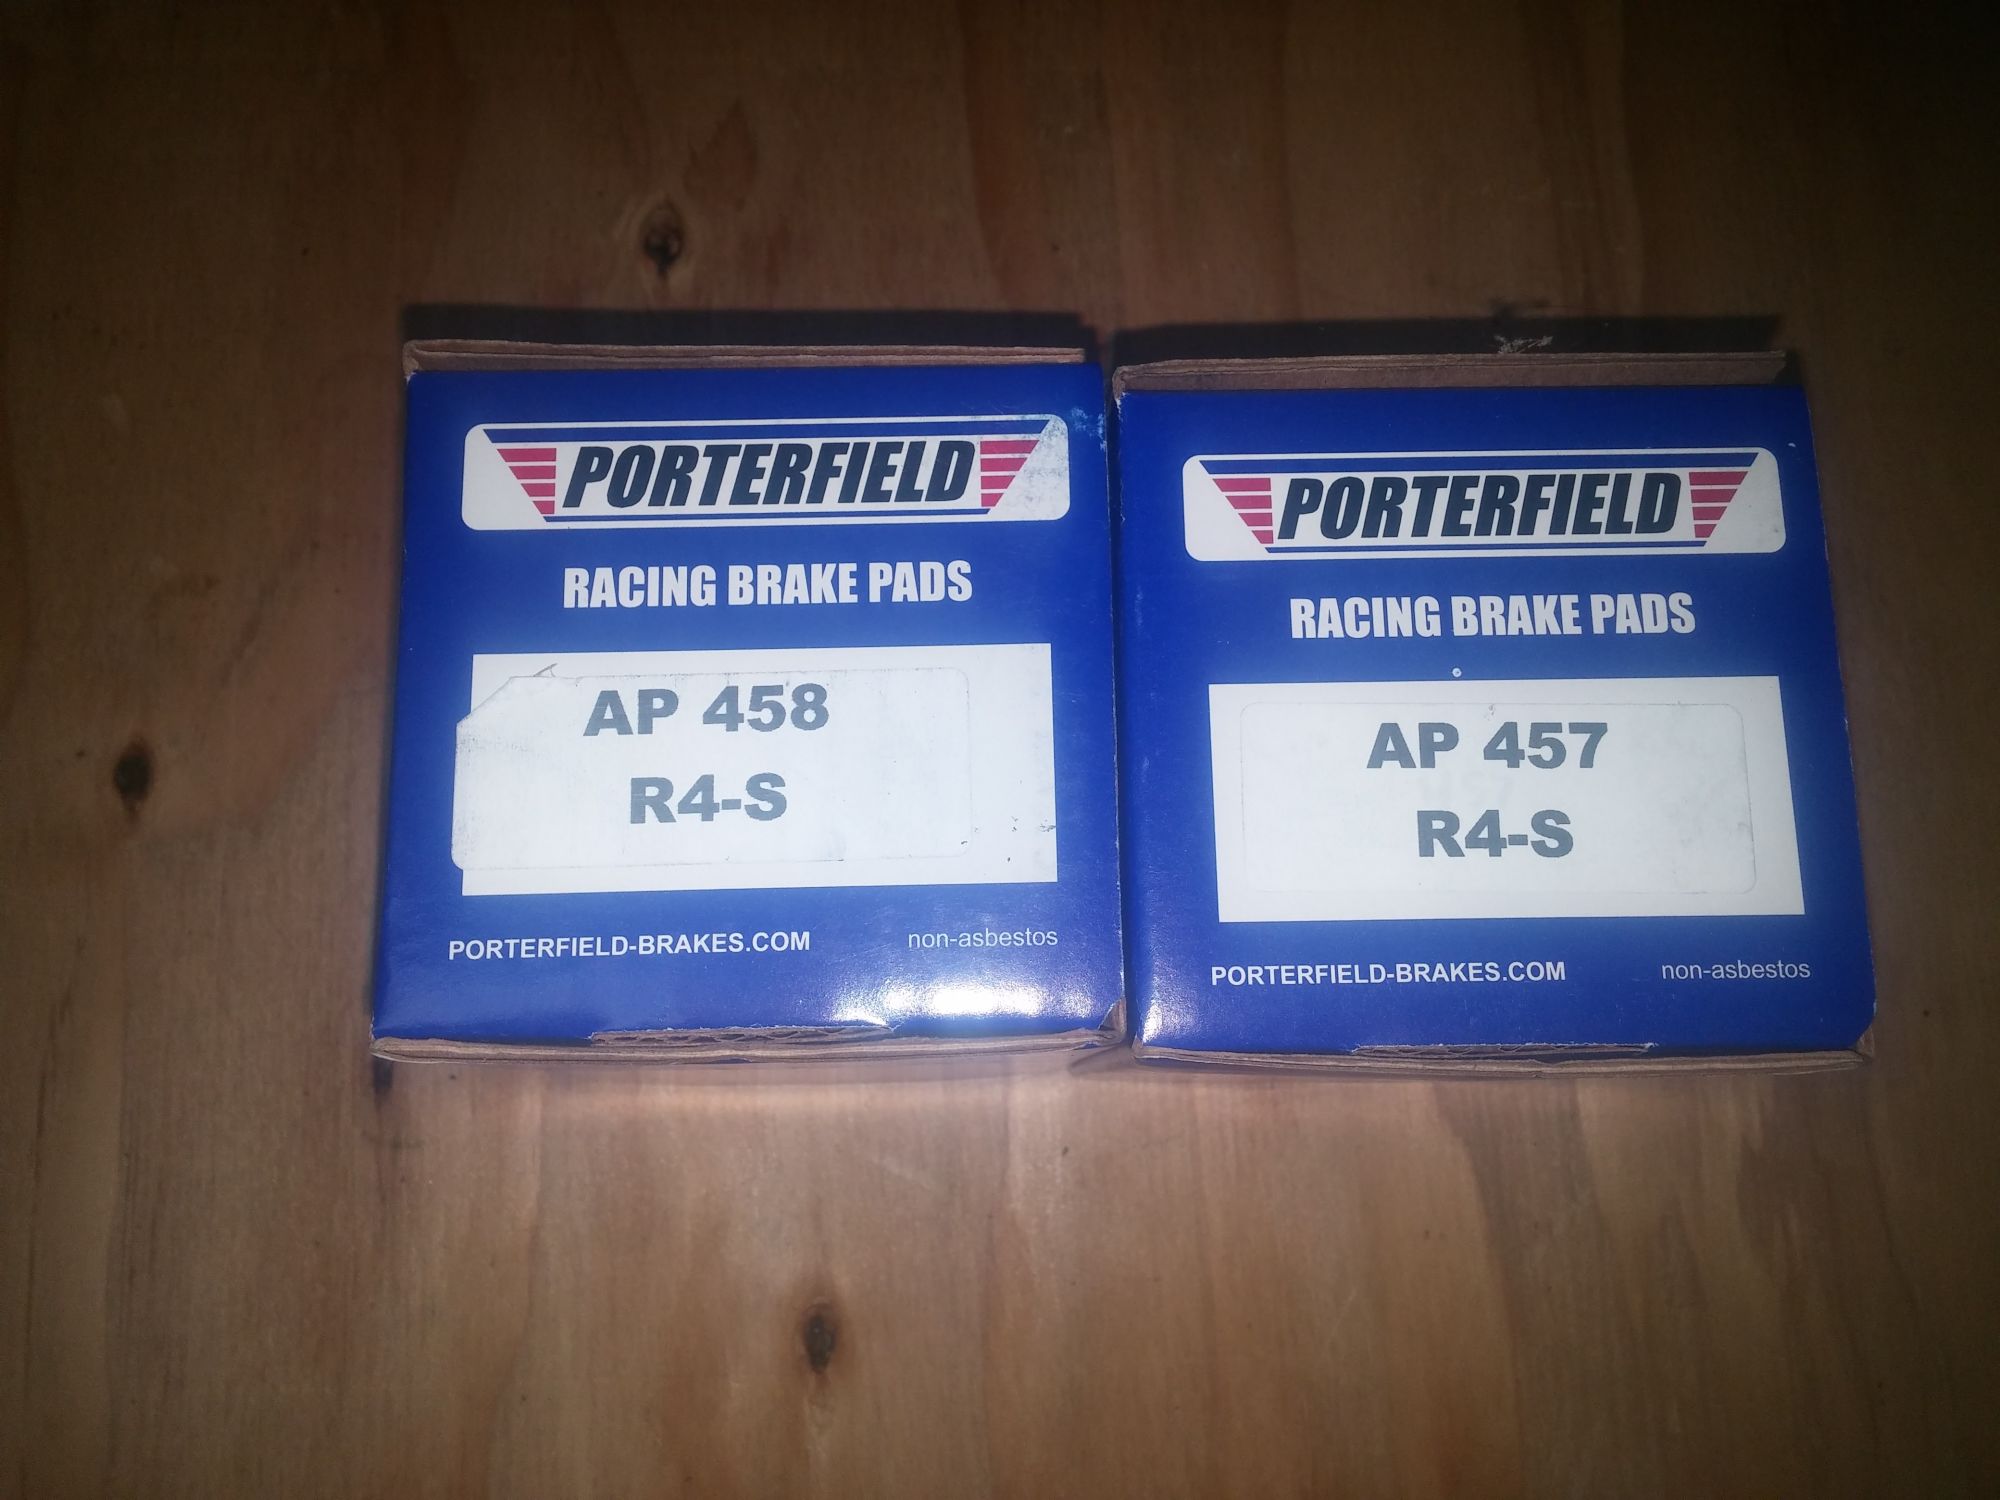 PORTERFIELD
RACING BRAKE PADS
AP 458
R4-S
PORTERFIELD-BRAKES.COM non-asbestos
PORTERFIELD
RACING BRAKE PADS
AP 457
R4-S
PORTERFIELD-BRAKES.COM non-asbestos